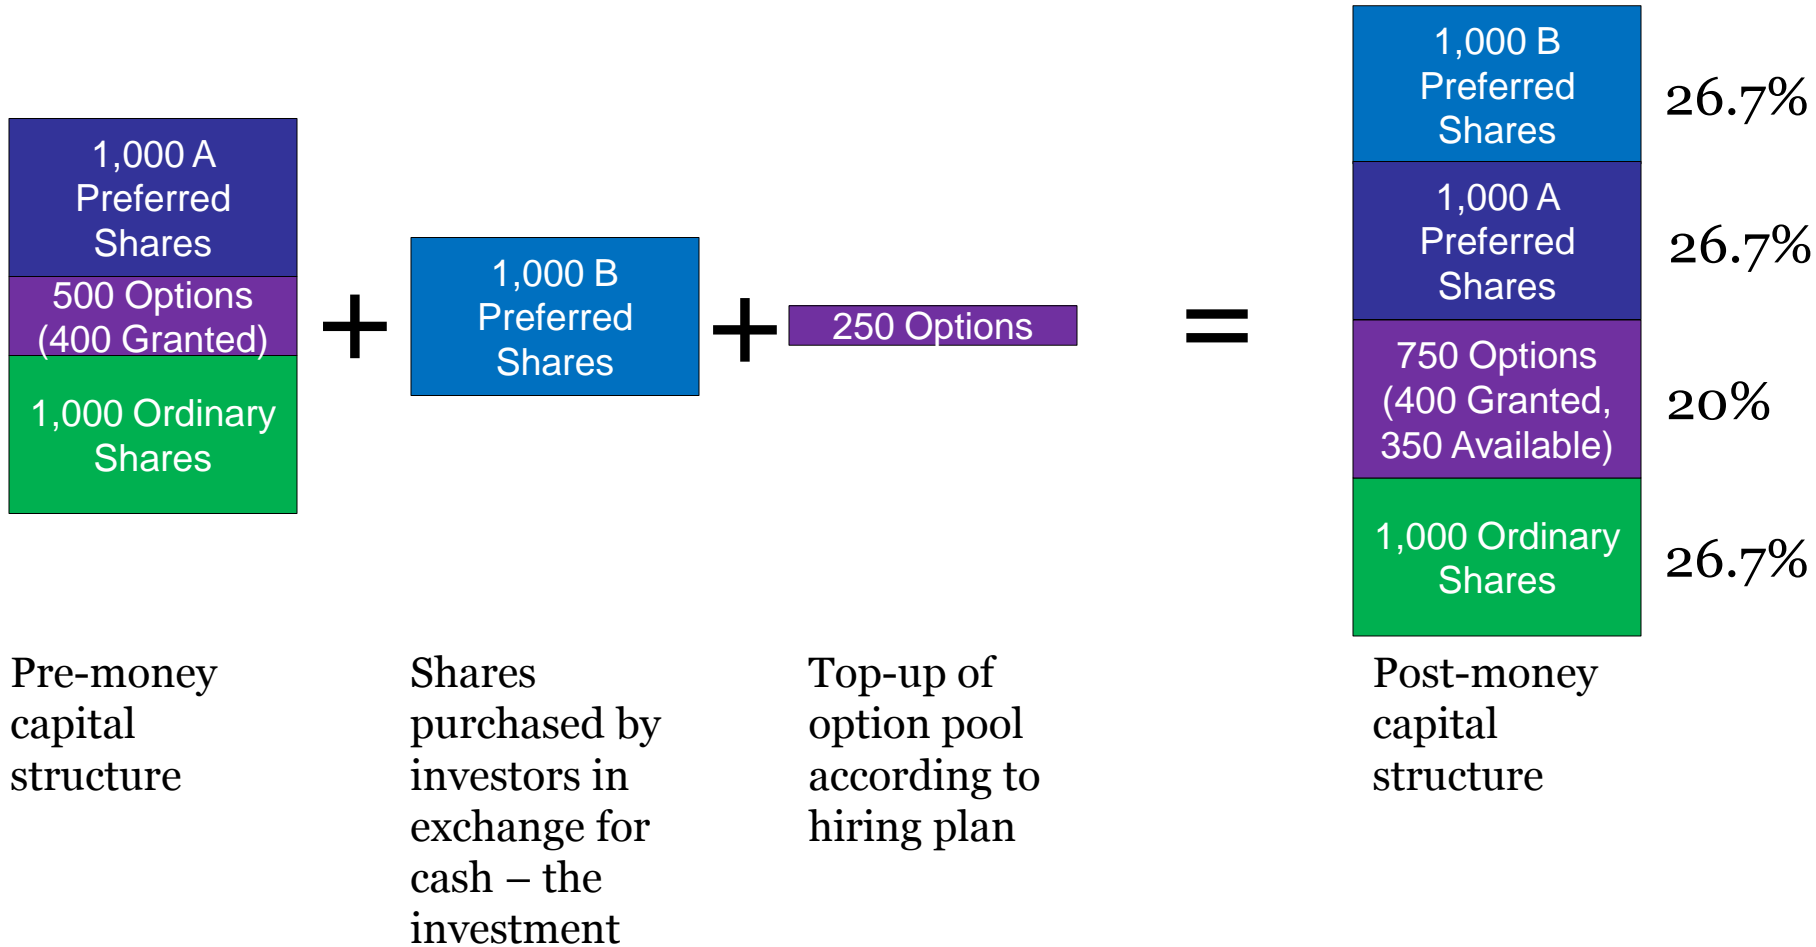 1,000 A
Preferred
Shares
500 Options
(400 Granted)
1,000 Ordinary
Shares
+
1,000 B
Preferred
Shares
+
250 Options
=
1,000 B
Preferred
Shares
26.7%
1,000 A
Preferred
Shares
26.7%
750 Options
(400 Granted,
350 Available)
20%
1,000 Ordinary
Shares
26.7%
Pre-money
capital
structure
Shares
purchased by
investors in
exchange for
cash – the
investment
Top-up of
option pool
according to
hiring plan
Post-money
capital
structure